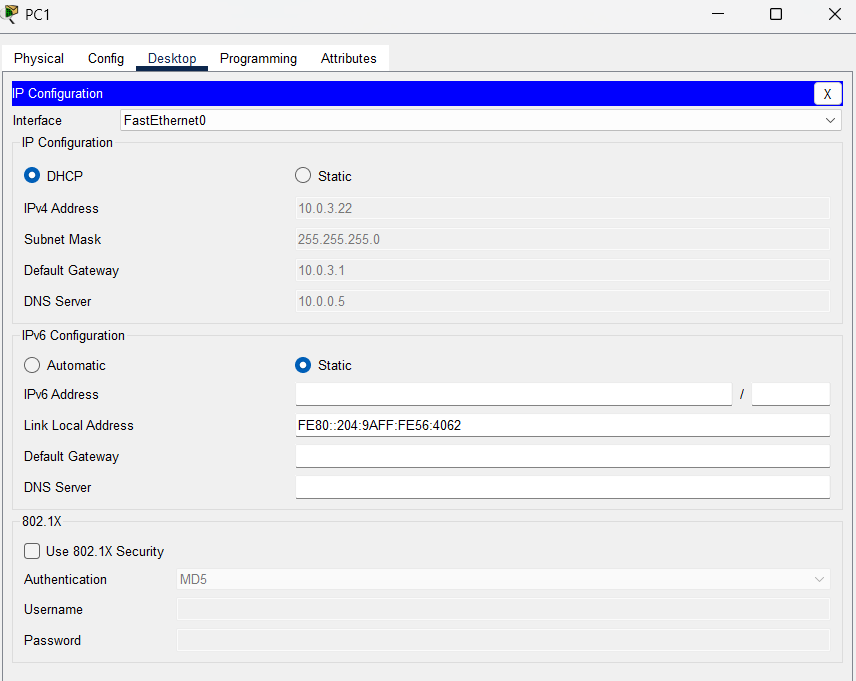 PC1
Physical Config Desktop Programming Attributes
IP Configuration X
Interface FastEthernet0
IP Configuration
DHCP Static
IPv4 Address 10.0.3.22
Subnet Mask 255.255.255.0
Default Gateway 10.0.3.1
DNS Server 10.0.0.5
IPv6 Configuration
Automatic Static
IPv6 Address /
Link Local Address FE80::204:9AFF:FE56:4062
Default Gateway
DNS Server
802.1X
Use 802.1X Security
Authentication MD5
Username
Password